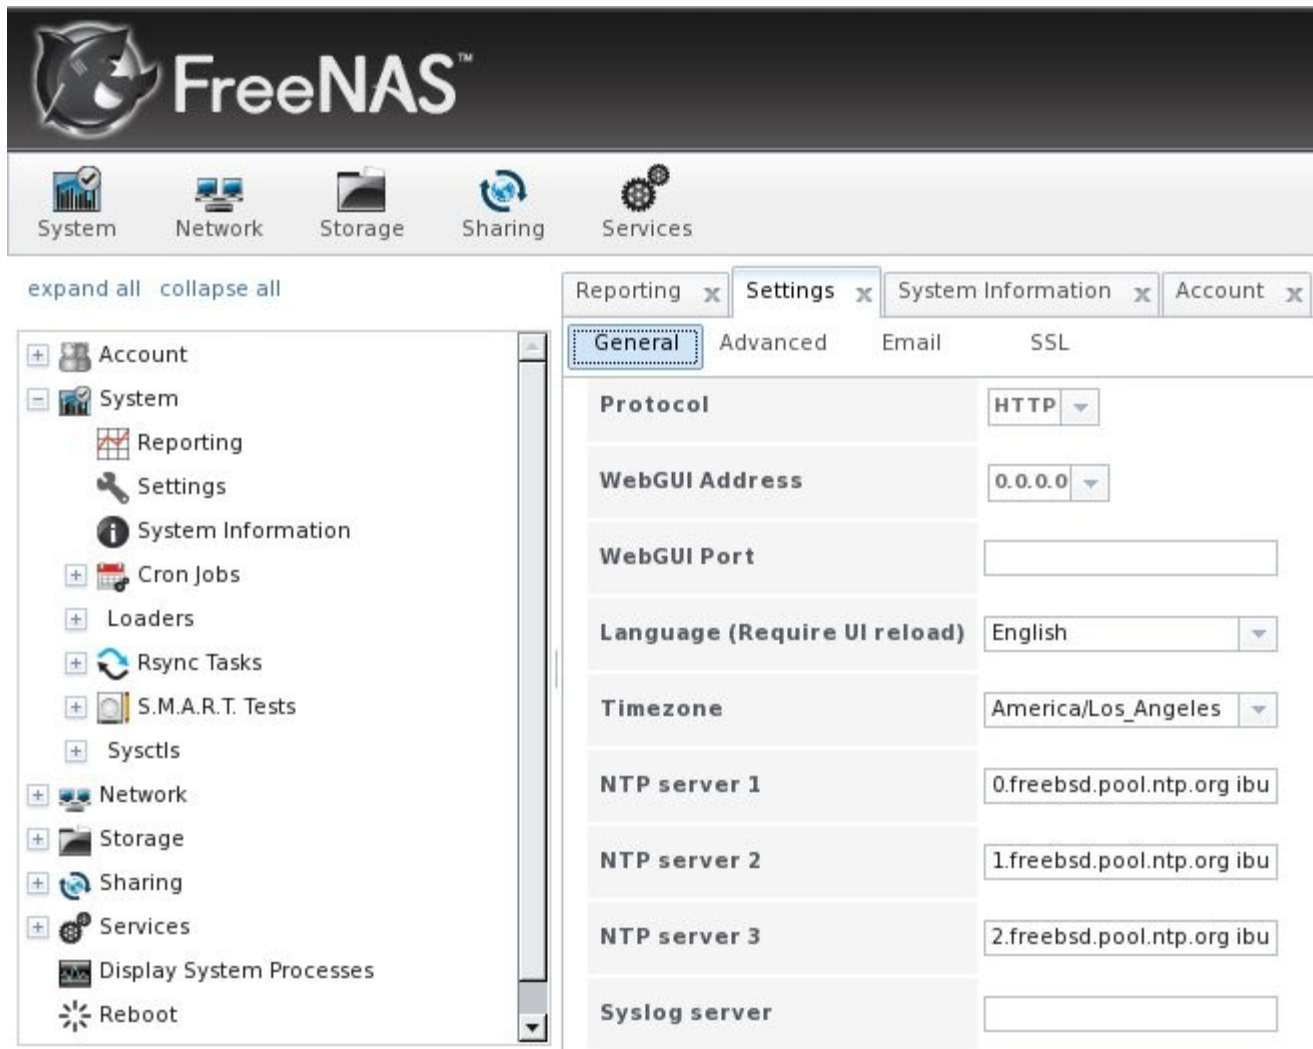 FreeNAS™
System Network Storage Sharing Services
expand all collapse all
Account
System
Reporting
Settings
System Information
Cron Jobs
Loaders
Rsync Tasks
S.M.A.R.T. Tests
Sysctls
Network
Storage
Sharing
Services
Display System Processes
Reboot
Reporting x Settings x System Information x Account x
General Advanced Email SSL
Protocol HTTP
WebGUI Address 0.0.0.0
WebGUI Port
Language (Require UI reload) English
Timezone America/Los_Angeles
NTP server 1 0.freebsd.pool.ntp.org ibu
NTP server 2 1.freebsd.pool.ntp.org ibu
NTP server 3 2.freebsd.pool.ntp.org ibu
Syslog server